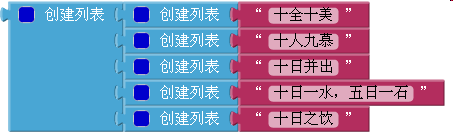 创建列表 创建列表 “ 十全十美 ”
创建列表 “ 十人九慕 ”
创建列表 “ 十日并出 ”
创建列表 “ 十日一水，五日一石 ”
创建列表 “ 十日之饮 ”